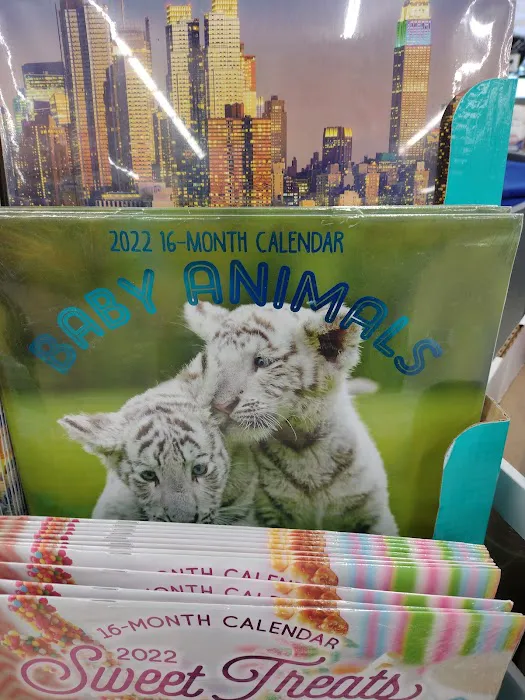 2022 16-MONTH CALENDAR
BABY ANIMALS
16-MONTH CALENDAR
2022
Sweet Treats